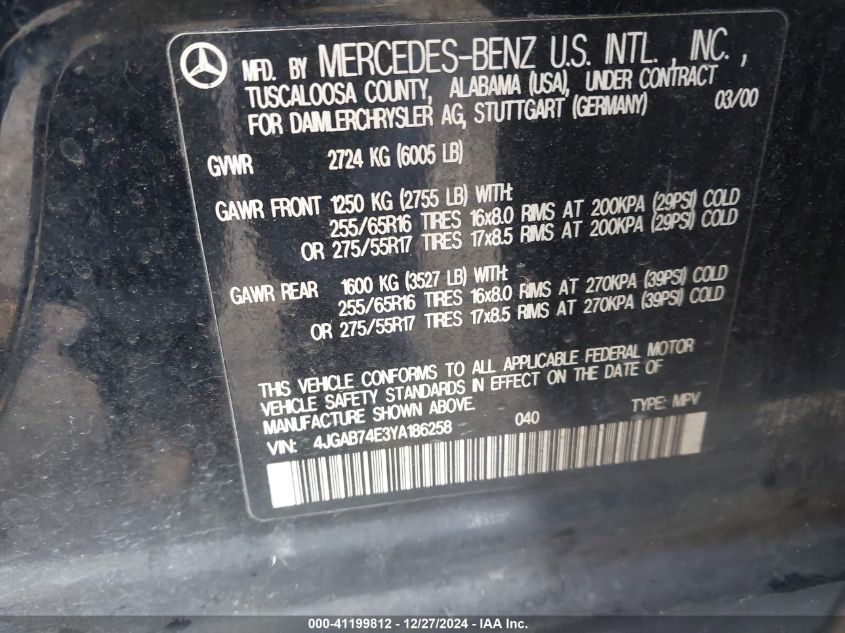 MFD. BY MERCEDES-BENZ U.S. INTL., INC.,
TUSCALOOSA COUNTY, ALABAMA (USA), UNDER CONTRACT
FOR DAIMLERCHRYSLER AG, STUTTGART (GERMANY) 03/00
GVWR 2724 KG (6005 LB)
GAWR FRONT 1250 KG (2755 LB) WITH:
255/65R16 TIRES 16x8.0 RIMS AT 200KPA (29PSI) COLD
OR 275/55R17 TIRES 17x8.5 RIMS AT 200KPA (29PSI) COLD
GAWR REAR 1600 KG (3527 LB) WITH:
255/65R16 TIRES 16x8.0 RIMS AT 270KPA (39PSI) COLD
OR 275/55R17 TIRES 17x8.5 RIMS AT 270KPA (39PSI) COLD
THIS VEHICLE CONFORMS TO ALL APPLICABLE FEDERAL MOTOR
VEHICLE SAFETY STANDARDS IN EFFECT ON THE DATE OF
MANUFACTURE SHOWN ABOVE.
VIN: 4JGAB74E3YA186258 040 TYPE: MPV
000-41199812 - 12/27/2024 - IAA Inc.